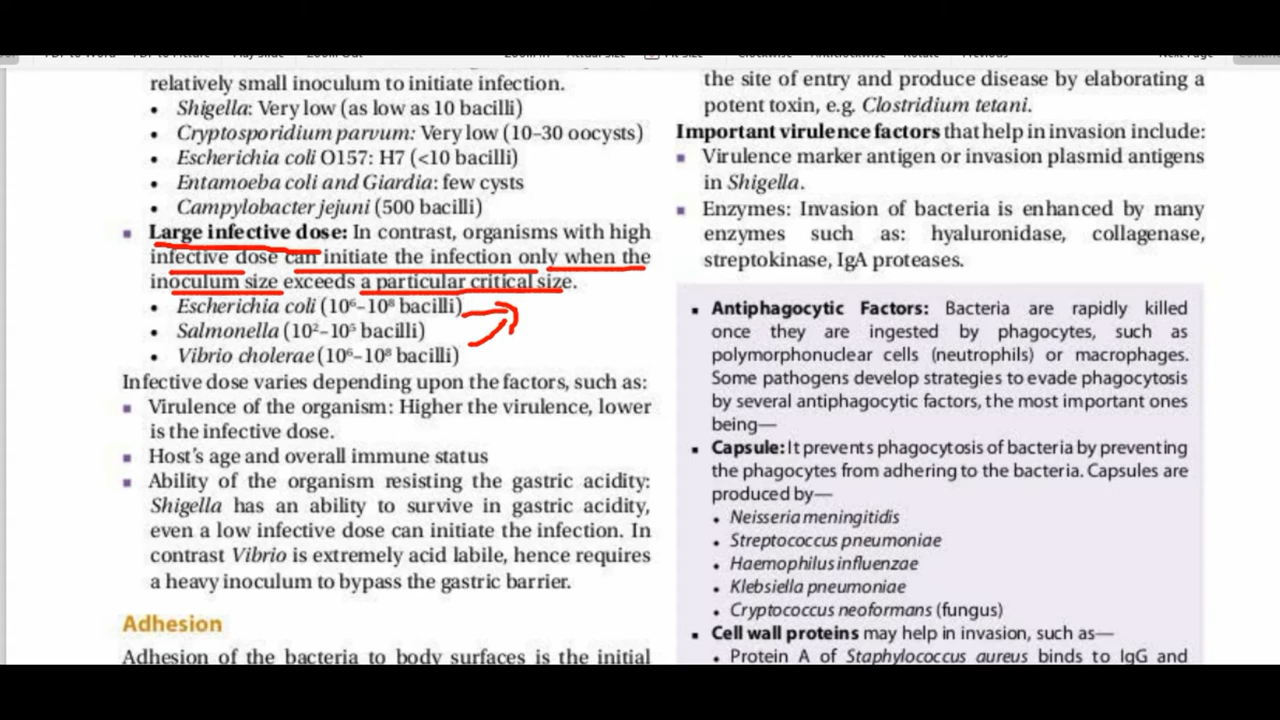 relatively small inoculum to initiate infection.
• Shigella: Very low (as low as 10 bacilli)
• Cryptosporidium parvum: Very low (10–30 oocysts)
• Escherichia coli O157: H7 (<10 bacilli)
• Entamoeba coli and Giardia: few cysts
• Campylobacter jejuni (500 bacilli)
▪ Large infective dose: In contrast, organisms with high
infective dose can initiate the infection only when the
inoculum size exceeds a particular critical size.
• Escherichia coli (10⁶–10⁸ bacilli)
• Salmonella (10²–10⁵ bacilli)
• Vibrio cholerae (10⁶–10⁸ bacilli)
Infective dose varies depending upon the factors, such as:
▪ Virulence of the organism: Higher the virulence, lower
is the infective dose.
▪ Host’s age and overall immune status
▪ Ability of the organism resisting the gastric acidity:
Shigella has an ability to survive in gastric acidity,
even a low infective dose can initiate the infection. In
contrast Vibrio is extremely acid labile, hence requires
a heavy inoculum to bypass the gastric barrier.
Adhesion
Adhesion of the bacteria to body surfaces is the initial
the site of entry and produce disease by elaborating a
potent toxin, e.g. Clostridium tetani.
Important virulence factors that help in invasion include:
▪ Virulence marker antigen or invasion plasmid antigens
in Shigella.
▪ Enzymes: Invasion of bacteria is enhanced by many
enzymes such as: hyaluronidase, collagenase,
streptokinase, IgA proteases.
▪ Antiphagocytic Factors: Bacteria are rapidly killed
once they are ingested by phagocytes, such as
polymorphonuclear cells (neutrophils) or macrophages.
Some pathogens develop strategies to evade phagocytosis
by several antiphagocytic factors, the most important ones
being—
▪ Capsule: It prevents phagocytosis of bacteria by preventing
the phagocytes from adhering to the bacteria. Capsules are
produced by—
• Neisseria meningitidis
• Streptococcus pneumoniae
• Haemophilus influenzae
• Klebsiella pneumoniae
• Cryptococcus neoformans (fungus)
▪ Cell wall proteins may help in invasion, such as—
• Protein A of Staphylococcus aureus binds to IgG and